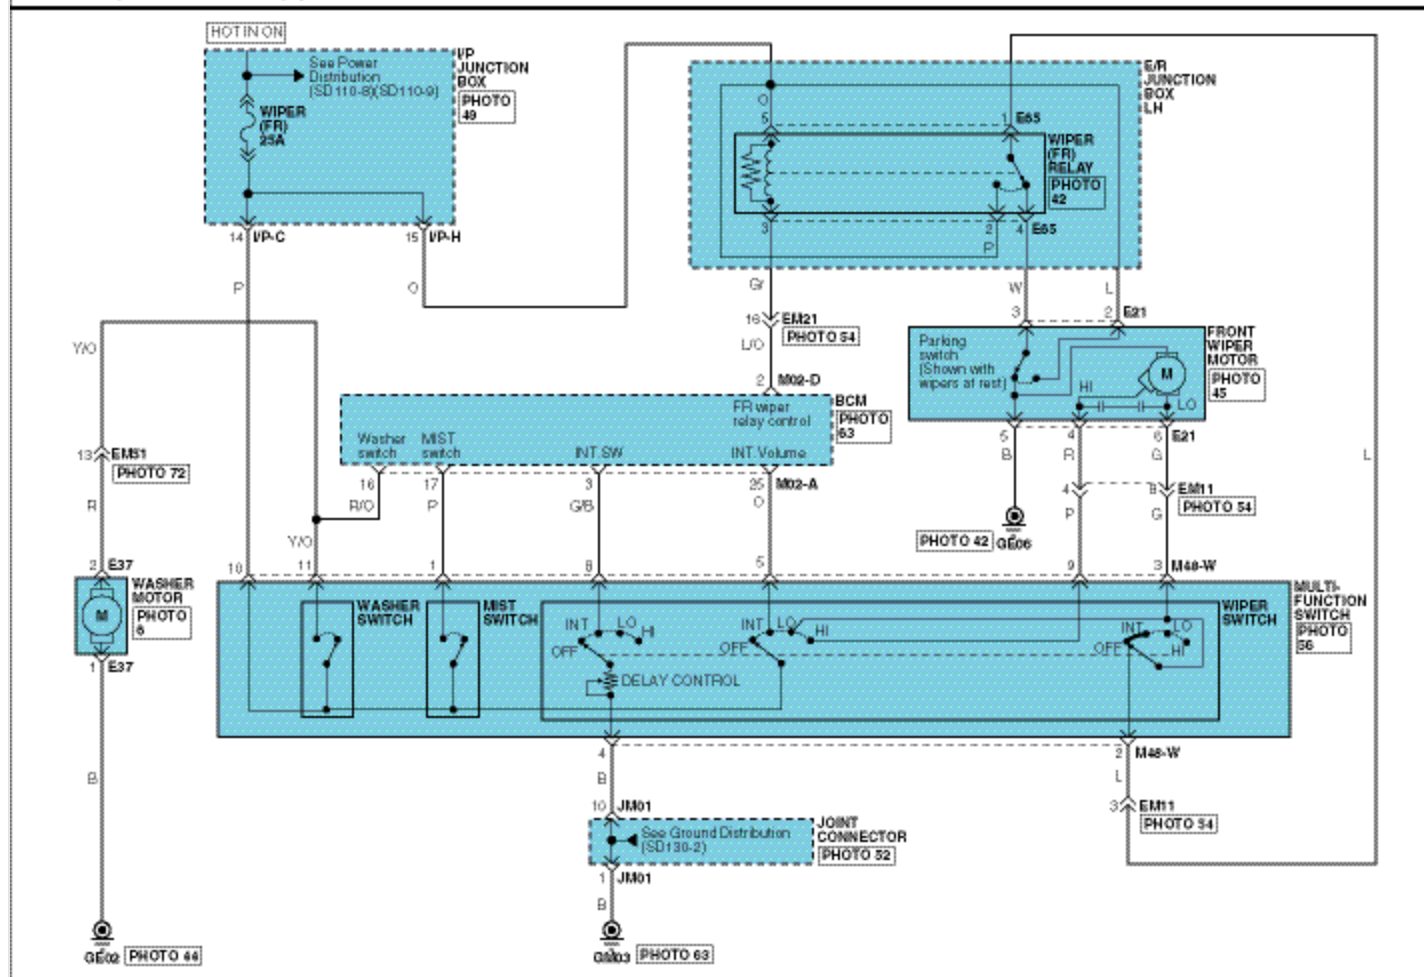 HOT IN ON
See Power
Distribution
(SD110-8)(SD110-9)
WIPER
(FR)
25A
I/P
JUNCTION
BOX
PHOTO
49
14
I/P-C
15
I/P-H
P
O
E/R
JUNCTION
BOX
LH
O
5
1
E65
WIPER
(FR)
RELAY
PHOTO
42
3
2
4
E65
P
Gr
W
L
16
EM21
PHOTO 54
L/O
2
M02-D
3
2
E21
Parking
switch
(Shown with
wipers at rest)
M
HI
LO
FRONT
WIPER
MOTOR
PHOTO
45
5
4
6
E21
B
R
G
4
8
EM11
PHOTO 54
P
G
PHOTO 42
GE06
L
Y/O
13
EM51
PHOTO 72
R
2
E37
M
WASHER
MOTOR
PHOTO
6
1
E37
B
GE02
PHOTO 44
FR wiper
relay control
Washer
switch
MIST
switch
INT. SW
INT. Volume
BCM
PHOTO
63
16
17
3
25
M02-A
R/O
P
G/B
O
Y/O
10
11
1
8
5
9
3
M48-W
WASHER
SWITCH
MIST
SWITCH
INT
LO
HI
OFF
DELAY CONTROL
INT
LO
HI
OFF
INT
LO
HI
OFF
WIPER
SWITCH
MULTI-
FUNCTION
SWITCH
PHOTO
56
4
2
M48-W
B
L
3
EM11
PHOTO 54
10
JM01
See Ground Distribution
(SD130-2)
JOINT
CONNECTOR
PHOTO 52
1
JM01
B
GM03
PHOTO 63